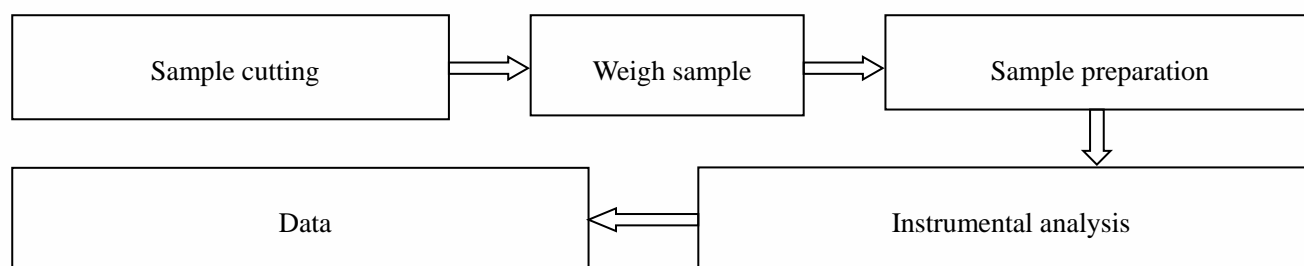 Sample cutting
Weigh sample
Sample preparation
Instrumental analysis
Data